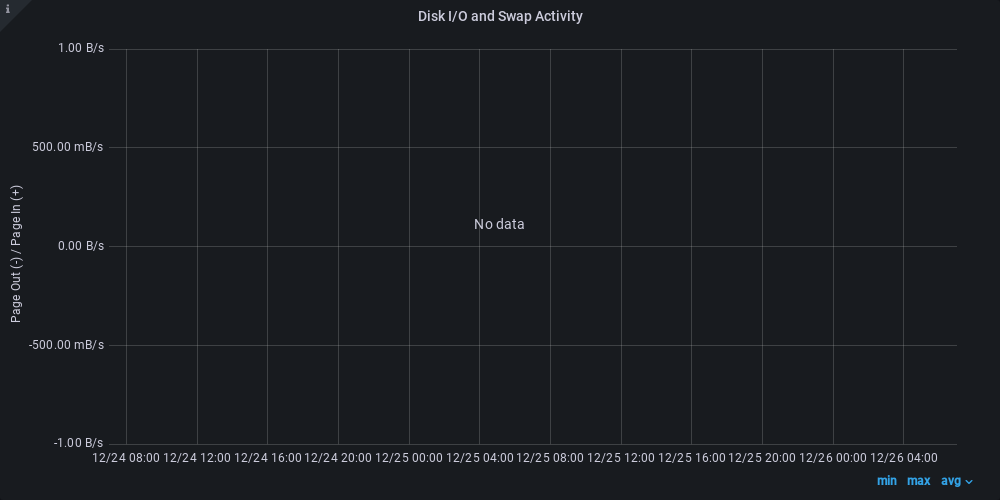 i
Disk I/O and Swap Activity
1.00 B/s
500.00 mB/s
0.00 B/s
-500.00 mB/s
-1.00 B/s
Page Out (-) / Page In (+)
No data
12/24 08:00 12/24 12:00 12/24 16:00 12/24 20:00 12/25 00:00 12/25 04:00 12/25 08:00 12/25 12:00 12/25 16:00 12/25 20:00 12/26 00:00 12/26 04:00
min max avg